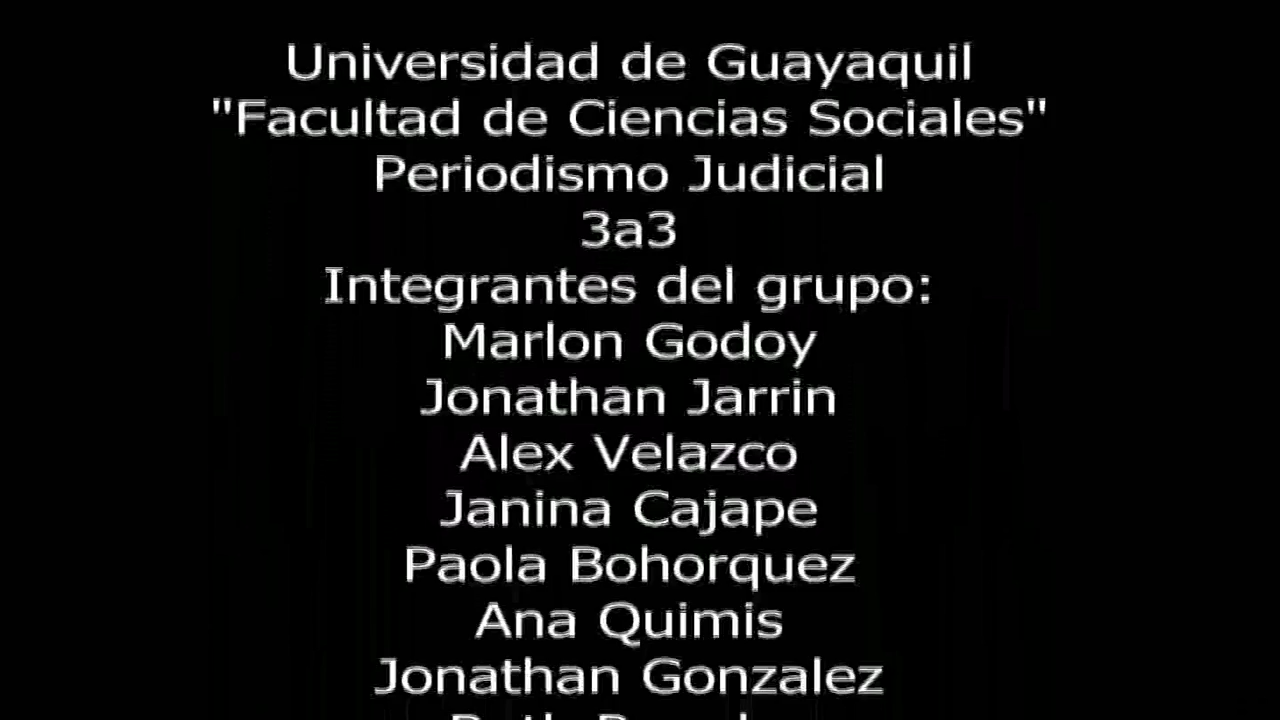 Universidad de Guayaquil
"Facultad de Ciencias Sociales"
Periodismo Judicial
3a3
Integrantes del grupo:
Marlon Godoy
Jonathan Jarrin
Alex Velazco
Janina Cajape
Paola Bohorquez
Ana Quimis
Jonathan Gonzalez